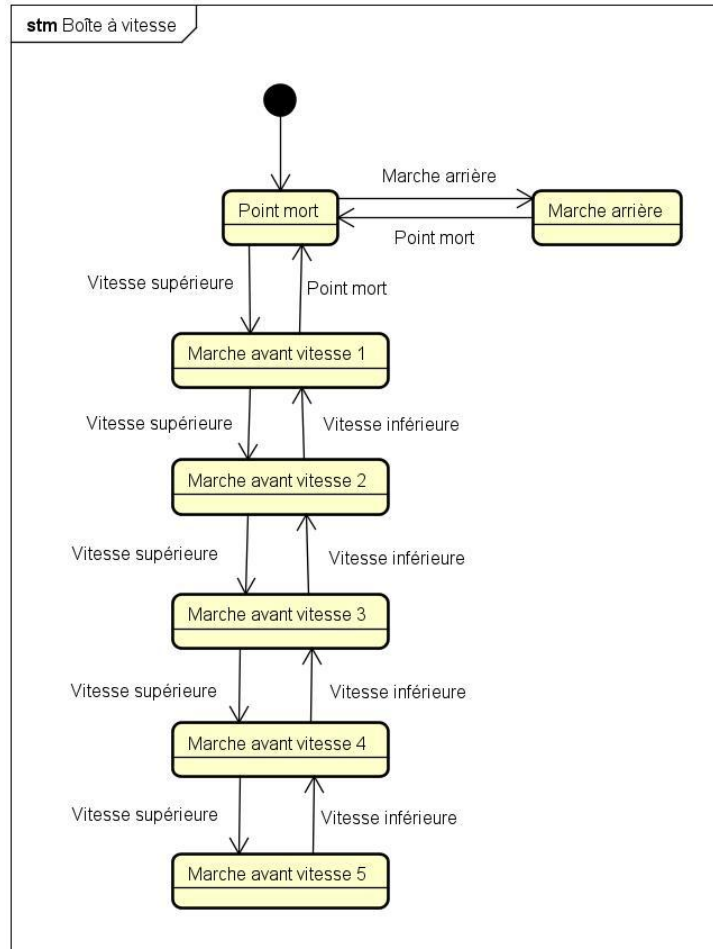 stm Boîte à vitesse
Marche arrière
Point mort
Marche arrière
Point mort
Vitesse supérieure
Point mort
Marche avant vitesse 1
Vitesse supérieure
Vitesse inférieure
Marche avant vitesse 2
Vitesse supérieure
Vitesse inférieure
Marche avant vitesse 3
Vitesse supérieure
Vitesse inférieure
Marche avant vitesse 4
Vitesse supérieure
Vitesse inférieure
Marche avant vitesse 5